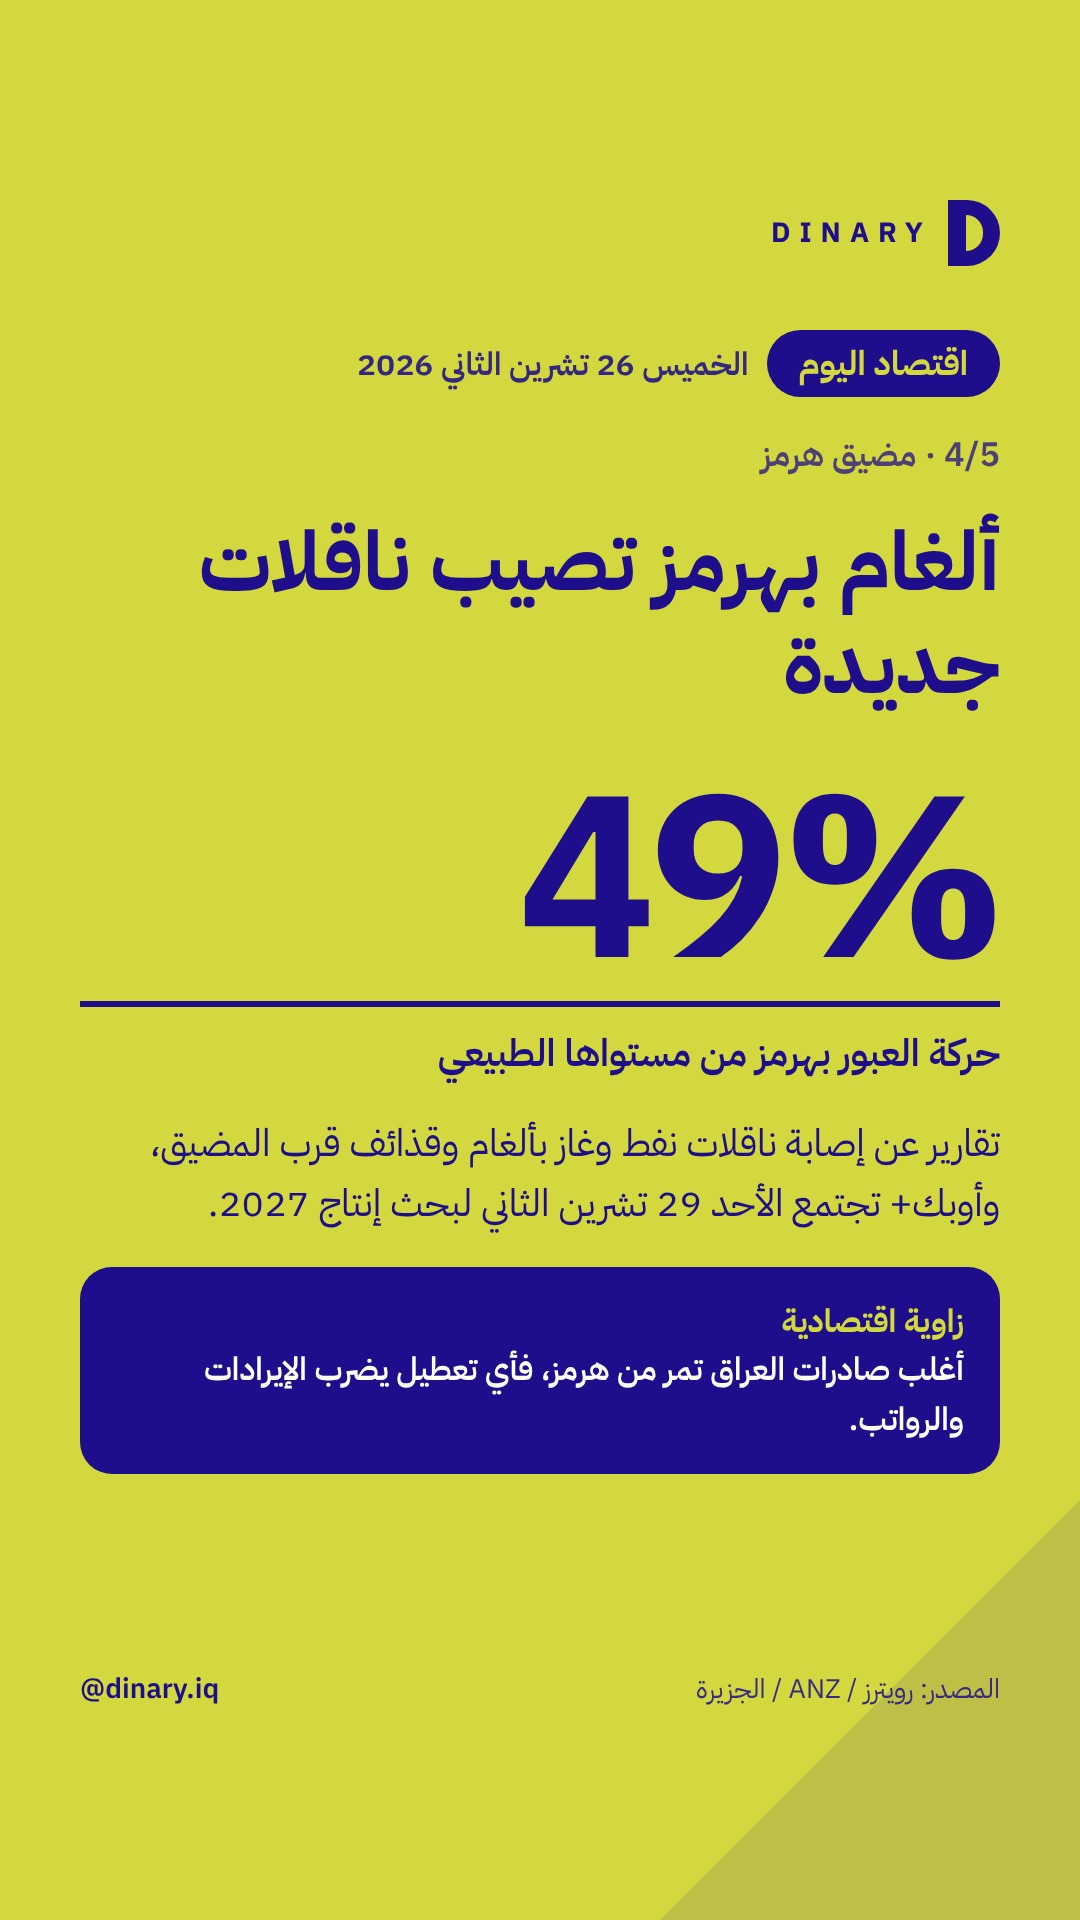 DINARY D
اقتصاد اليوم الخميس 26 تشرين الثاني 2026
4/5 · مضيق هرمز
ألغام بهرمز تصيب ناقلات
جديدة
49%
حركة العبور بهرمز من مستواها الطبيعي
تقارير عن إصابة ناقلات نفط وغاز بألغام وقذائف قرب المضيق،
وأوبك+ تجتمع الأحد 29 تشرين الثاني لبحث إنتاج 2027.
زاوية اقتصادية
أغلب صادرات العراق تمر من هرمز، فأي تعطيل يضرب الإيرادات
والرواتب.
المصدر: رويترز / ANZ / الجزيرة
@dinary.iq